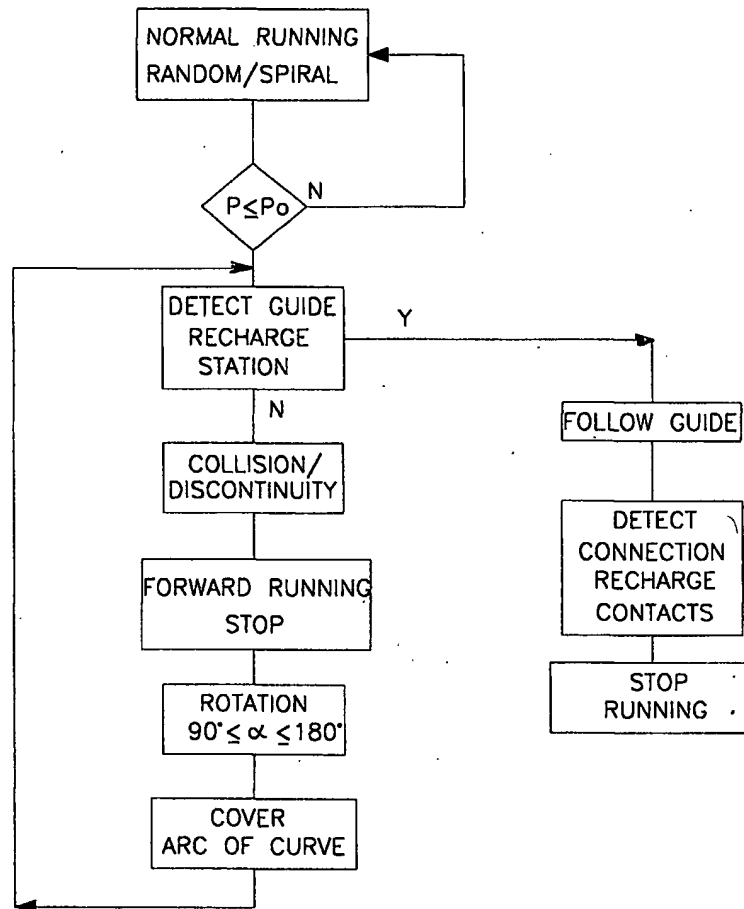 NORMAL RUNNING
RANDOM/SPIRAL
N
P≤Po
DETECT GUIDE
RECHARGE
STATION
Y
N
FOLLOW GUIDE
COLLISION/
DISCONTINUITY
DETECT
CONNECTION
RECHARGE
CONTACTS
FORWARD RUNNING
STOP
STOP
RUNNING
ROTATION
90°≤ α ≤180°
COVER
ARC OF CURVE